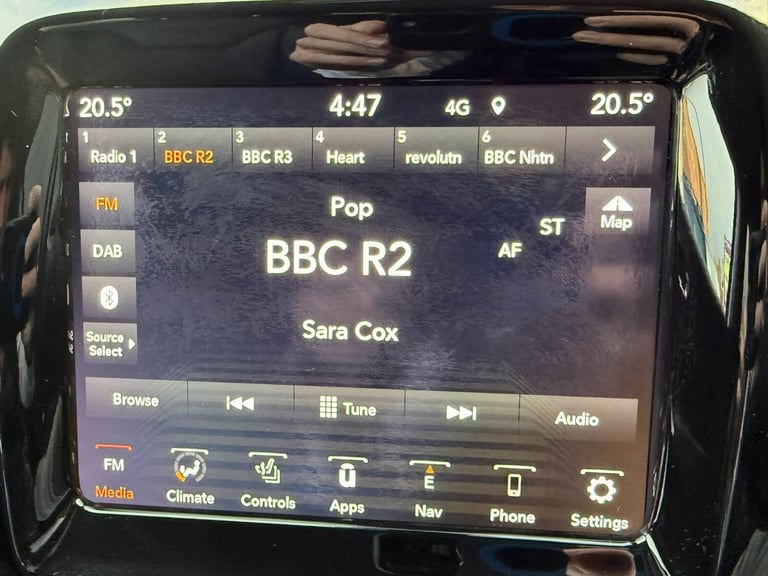 20.5° 4:47 4G 20.5°
1 Radio 1 2 BBC R2 3 BBC R3 4 Heart 5 revolutn 6 BBC Nhtn
FM
Pop
ST
Map
DAB
BBC R2
AF
Source
Select
Sara Cox
Browse Tune Audio
FM E
Media Climate Controls Apps Nav Phone Settings